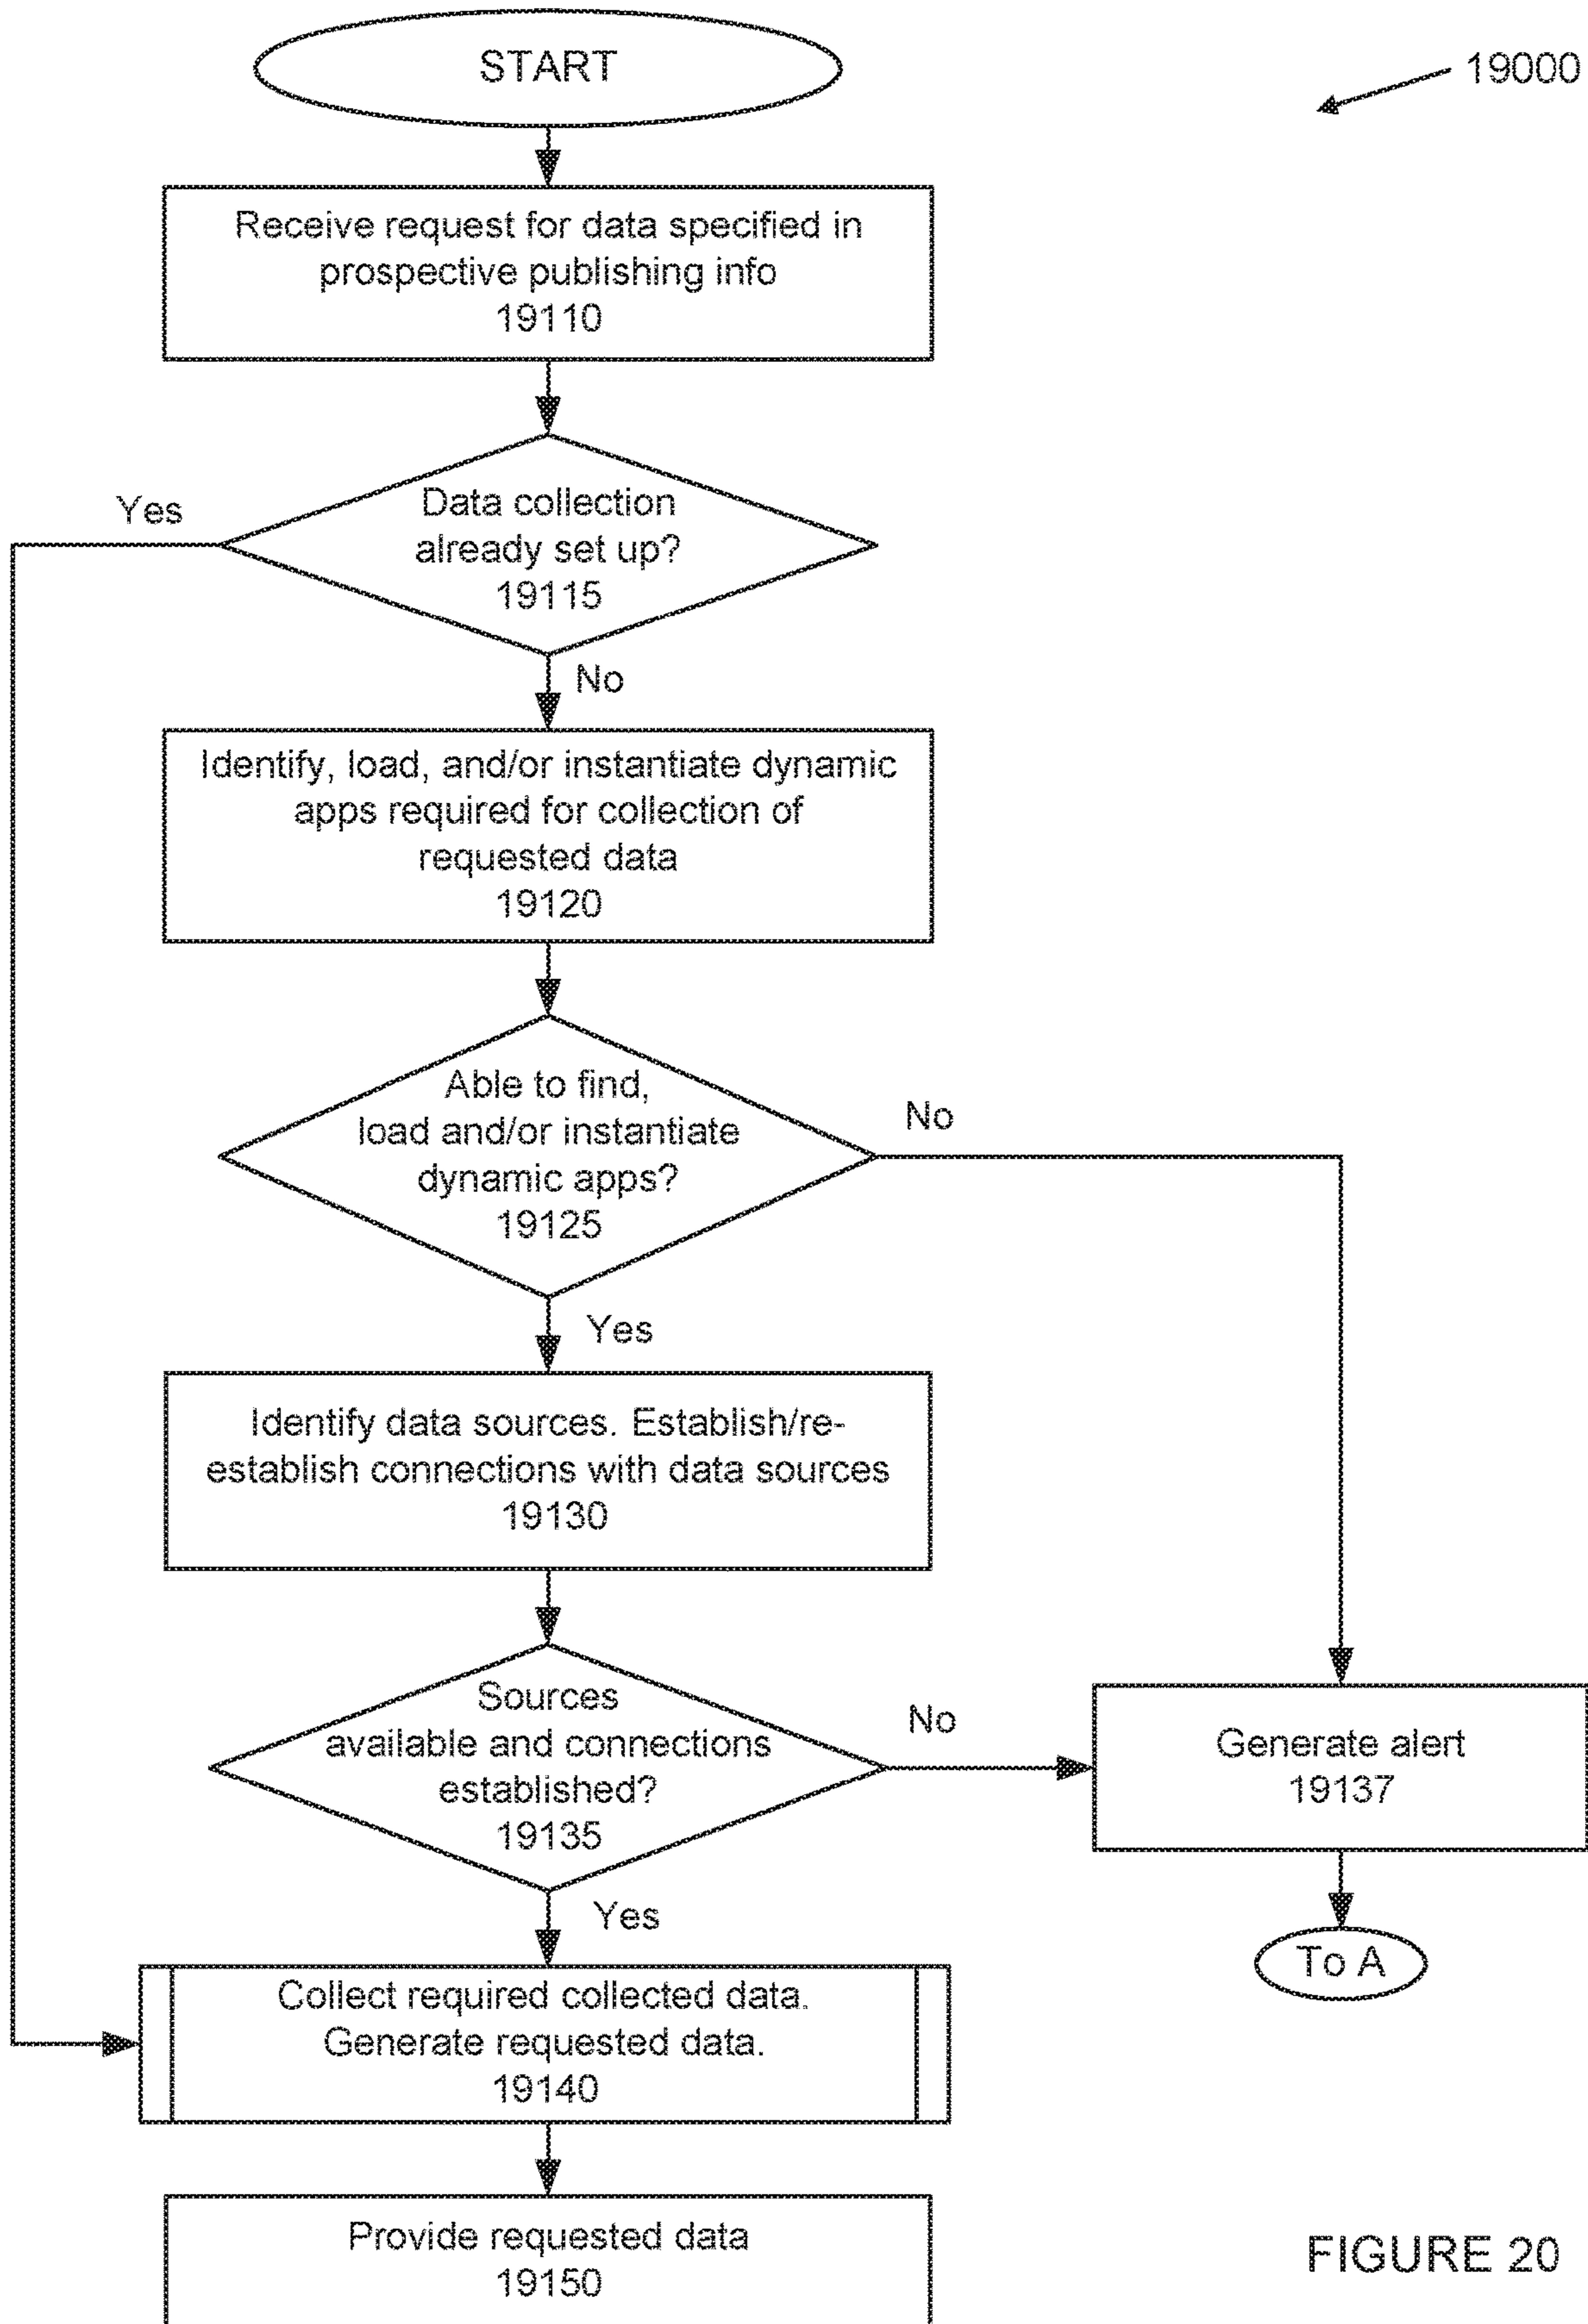 START
19000
Receive request for data specified in
prospective publishing info
19110
Yes
Data collection
already set up?
19115
No
Identify, load, and/or instantiate dynamic
apps required for collection of
requested data
19120
Able to find,
load and/or instantiate
dynamic apps?
19125
No
Yes
Identify data sources. Establish/re-
establish connections with data sources
19130
Sources
available and connections
established?
19135
No
Generate alert
19137
Yes
To A
Collect required collected data.
Generate requested data.
19140
Provide requested data
19150
FIGURE 20